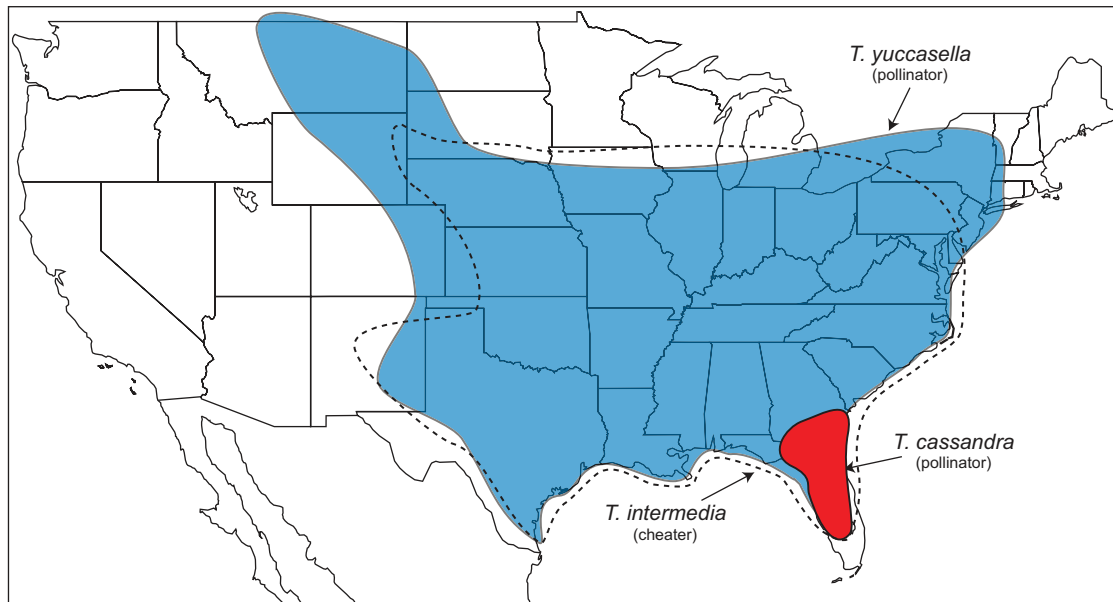 T. yuccasella
(pollinator)
T. cassandra
(pollinator)
T. intermedia
(cheater)